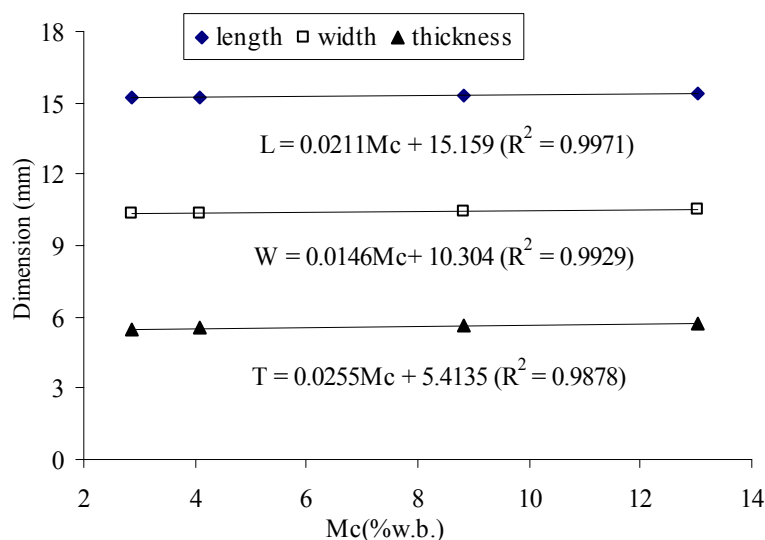 length width thickness
18
15
12
9
6
3
0
Dimension (mm)
L = 0.0211Mc + 15.159 (R² = 0.9971)
W = 0.0146Mc+ 10.304 (R² = 0.9929)
T = 0.0255Mc + 5.4135 (R² = 0.9878)
2 4 6 8 10 12 14
Mc(%w.b.)